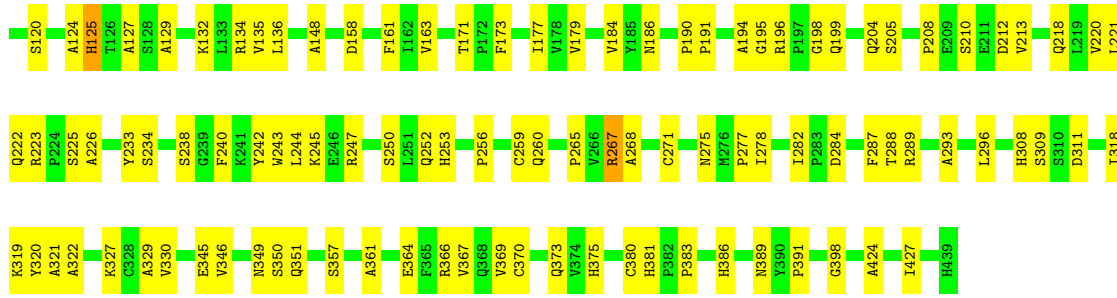 S120 A124 H125 T126 A127 S128 A129 K132 L133 R134 V135 L136 A148 D158 F161 I162 V163 T171 P172 F173 I177 V178 V179 V184 Y185 N186 P190 P191 A194 G195 R196 P197 G198 Q199 Q204 S205 P208 E209 S210 E211 D212 V213 Q218 L219 V220 L221
Q222 R223 P224 S225 A226 Y233 S234 S238 G239 F240 K241 Y242 W243 L244 K245 E246 R247 S250 L251 Q252 H253 P256 C259 Q260 P265 V266 R267 A268 C271 N275 M276 P277 I278 I282 P283 D284 F287 T288 R289 A293 L296 H308 S309 S310 D311
K319 Y320 A321 A322 K327 C328 A329 V330 E345 V346 N349 S350 Q351 S357 A361 E364 F365 R366 V367 Q368 V369 C370 Q373 V374 H375 C380 H381 P382 P383 H386 N389 Y390 P391 G398 A424 I427 H439